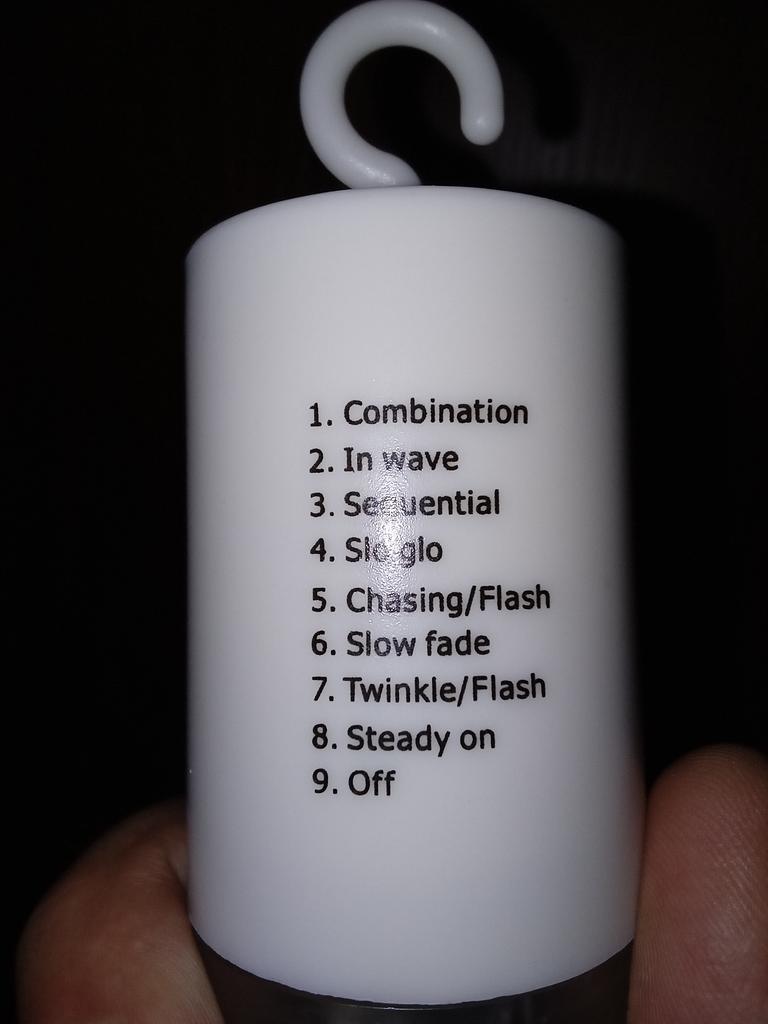 1. Combination
2. In wave
3. Sequential
4. Slo glo
5. Chasing/Flash
6. Slow fade
7. Twinkle/Flash
8. Steady on
9. Off